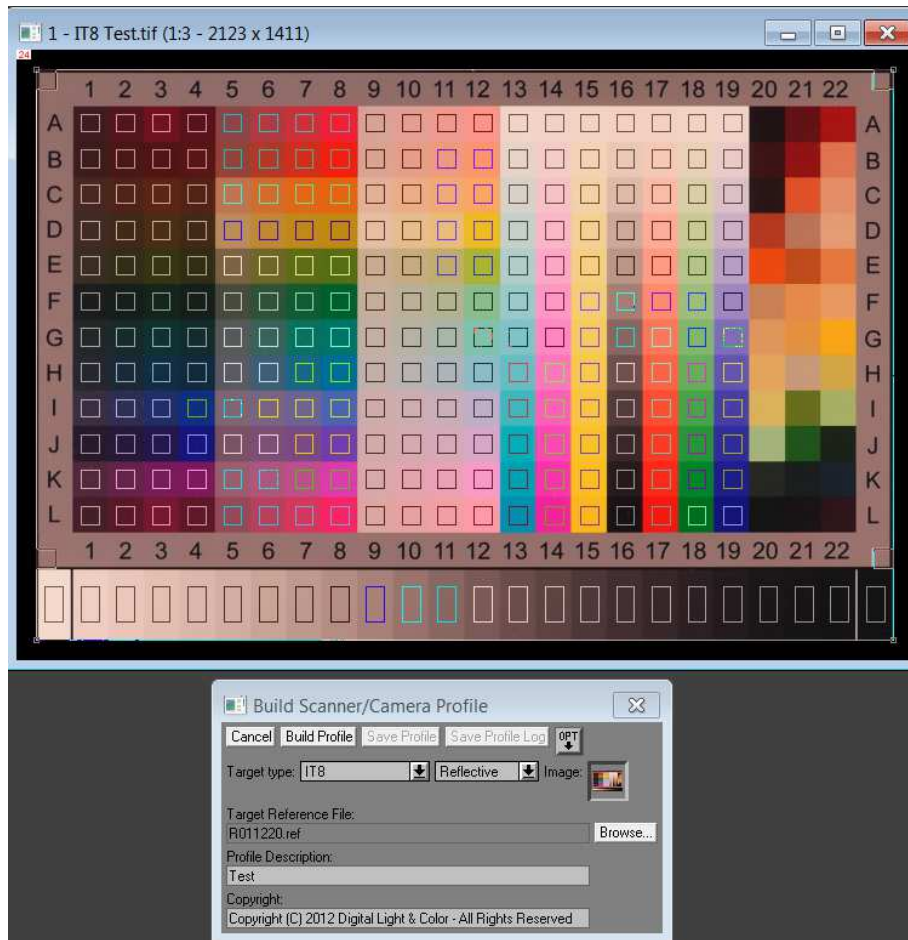 1 - IT8 Test.tif (1:3 - 2123 x 1411)
24
1 2 3 4 5 6 7 8 9 10 11 12 13 14 15 16 17 18 19 20 21 22
A A
B B
C C
D D
E E
F F
G G
H H
I I
J J
K K
L L
1 2 3 4 5 6 7 8 9 10 11 12 13 14 15 16 17 18 19 20 21 22
Build Scanner/Camera Profile
Cancel Build Profile Save Profile Save Profile Log OPT
Target type: IT8 Reflective Image:
Target Reference File:
R011220.ref Browse...
Profile Description:
Test
Copyright:
Copyright (C) 2012 Digital Light & Color - All Rights Reserved